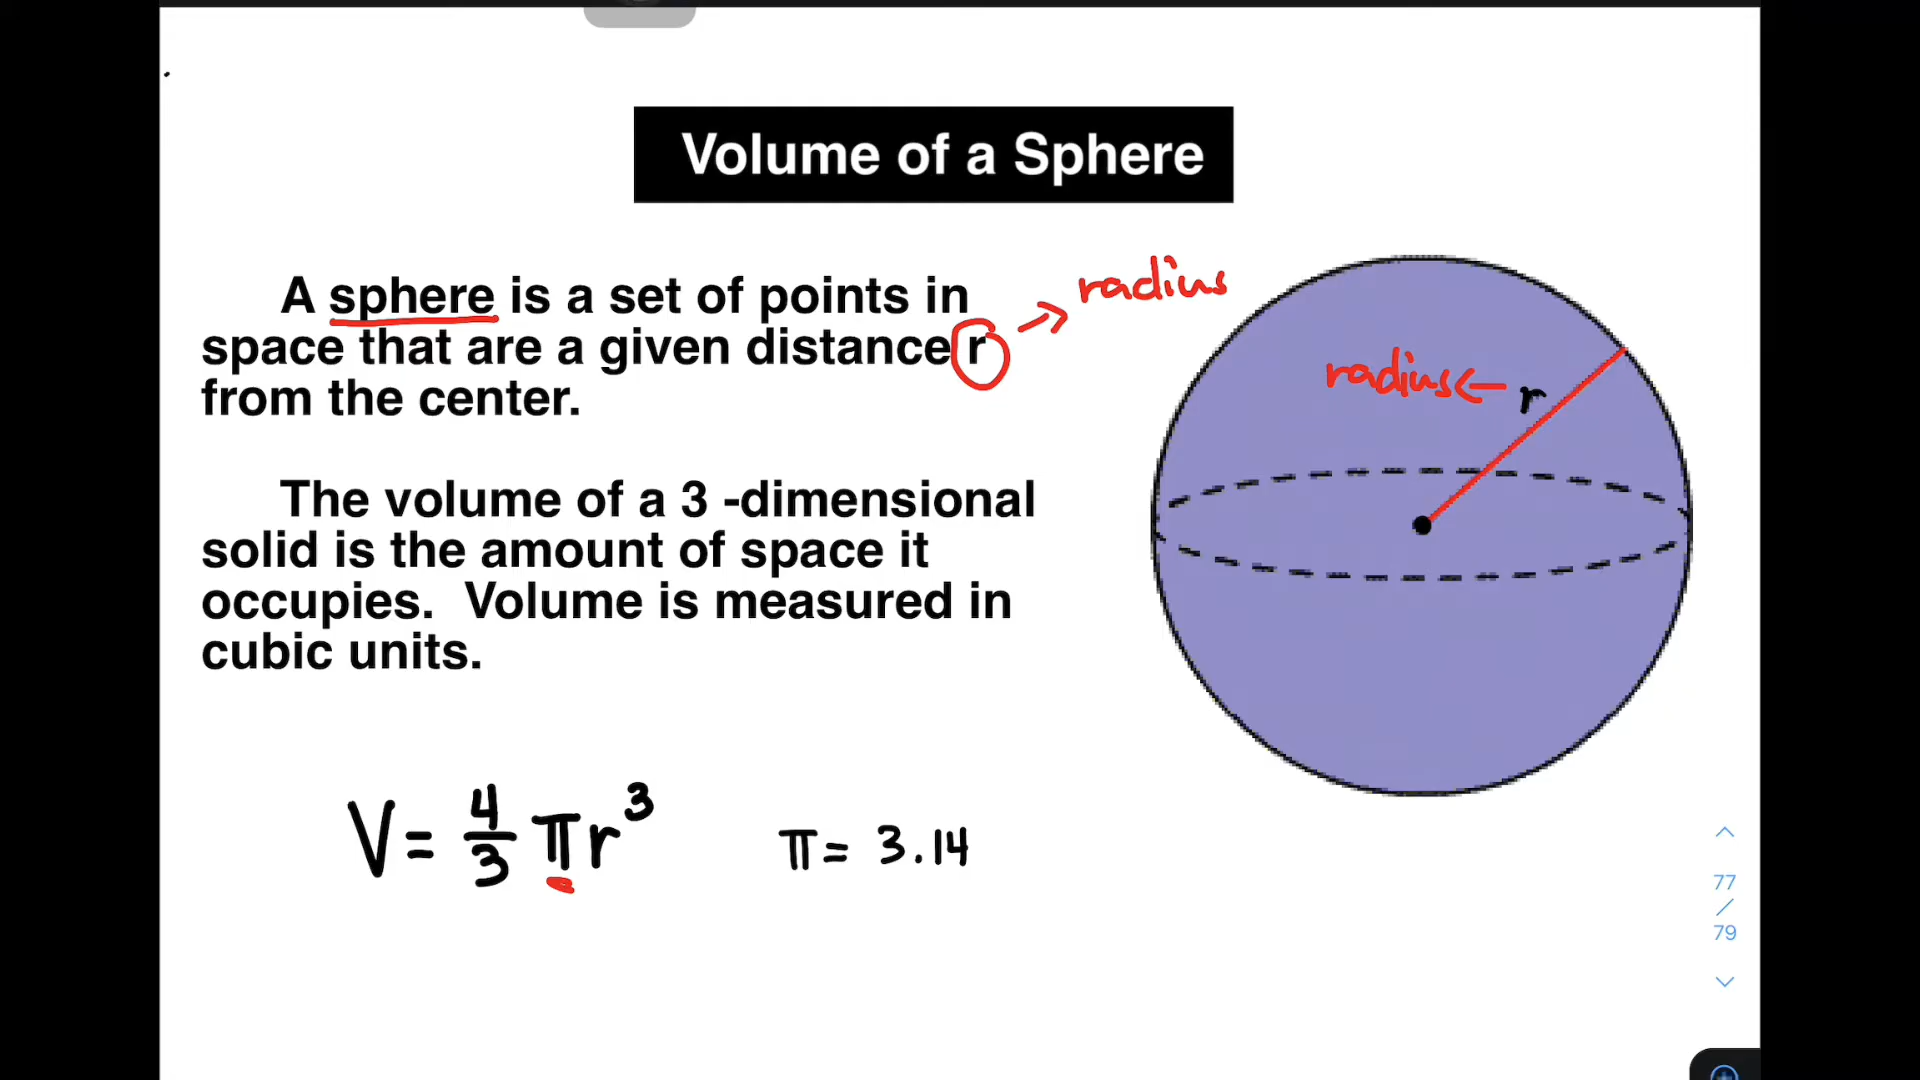 Volume of a Sphere
A sphere is a set of points in
space that are a given distance r → radius
from the center.
radius ← r
The volume of a 3 -dimensional
solid is the amount of space it
occupies. Volume is measured in
cubic units.
V = 4/3 πr³
π = 3.14
77
/
79